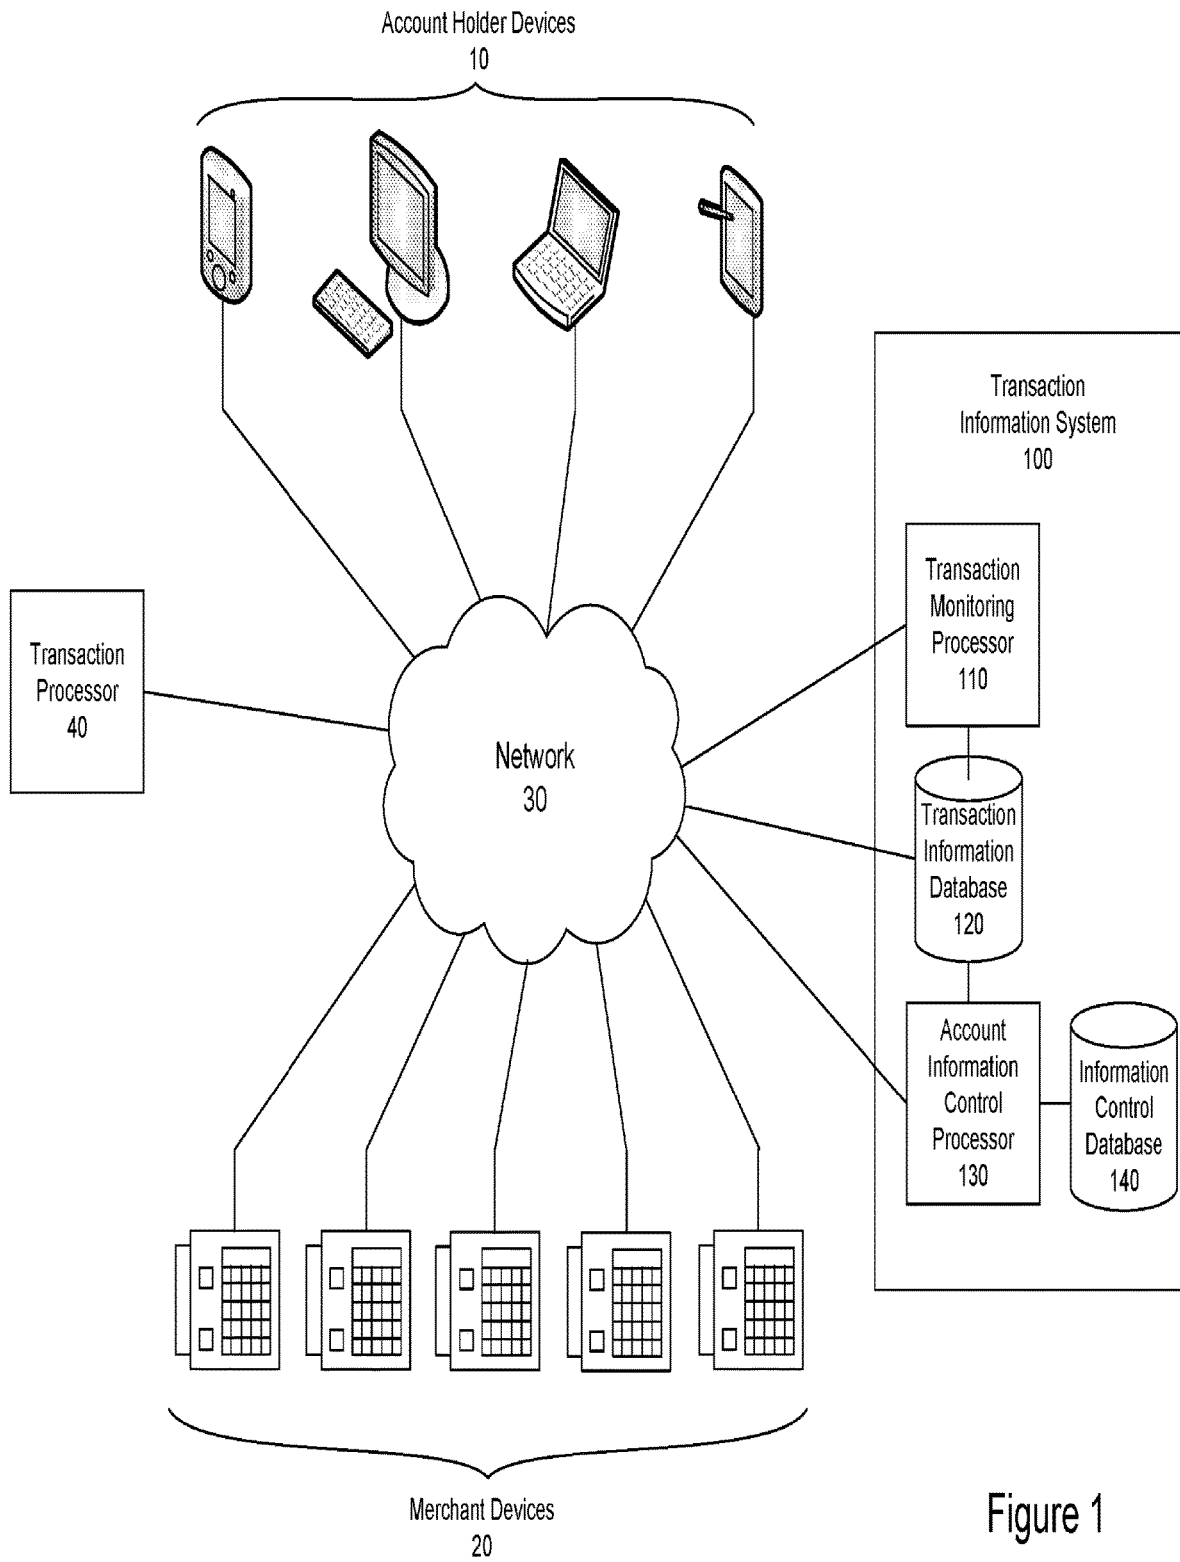 Account Holder Devices
10
Transaction
Information System
100
Transaction
Monitoring
Processor
110
Transaction
Processor
40
Network
30
Transaction
Information
Database
120
Account
Information
Control
Processor
130
Information
Control
Database
140
Merchant Devices
20
Figure 1